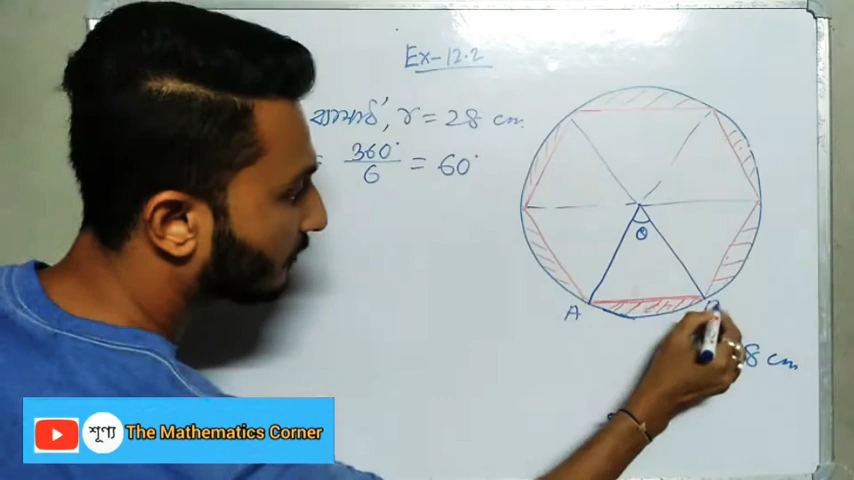 Ex-12.2
ব্যাসার্ধ, r = 28 cm.
= 360°/6 = 60°
θ
A
8 cm
শূণ্য The Mathematics Corner